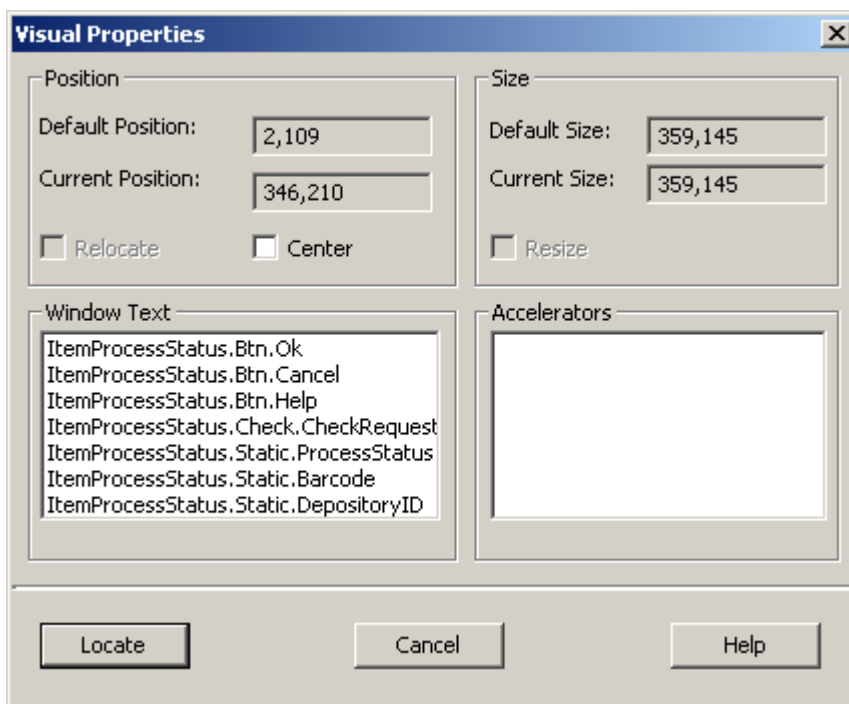 Visual Properties
Position
Default Position:
2,109
Current Position:
346,210
Relocate
Center
Size
Default Size:
359,145
Current Size:
359,145
Resize
Window Text
ItemProcessStatus.Btn.Ok
ItemProcessStatus.Btn.Cancel
ItemProcessStatus.Btn.Help
ItemProcessStatus.Check.CheckRequest
ItemProcessStatus.Static.ProcessStatus
ItemProcessStatus.Static.Barcode
ItemProcessStatus.Static.DepositoryID
Accelerators
Locate
Cancel
Help